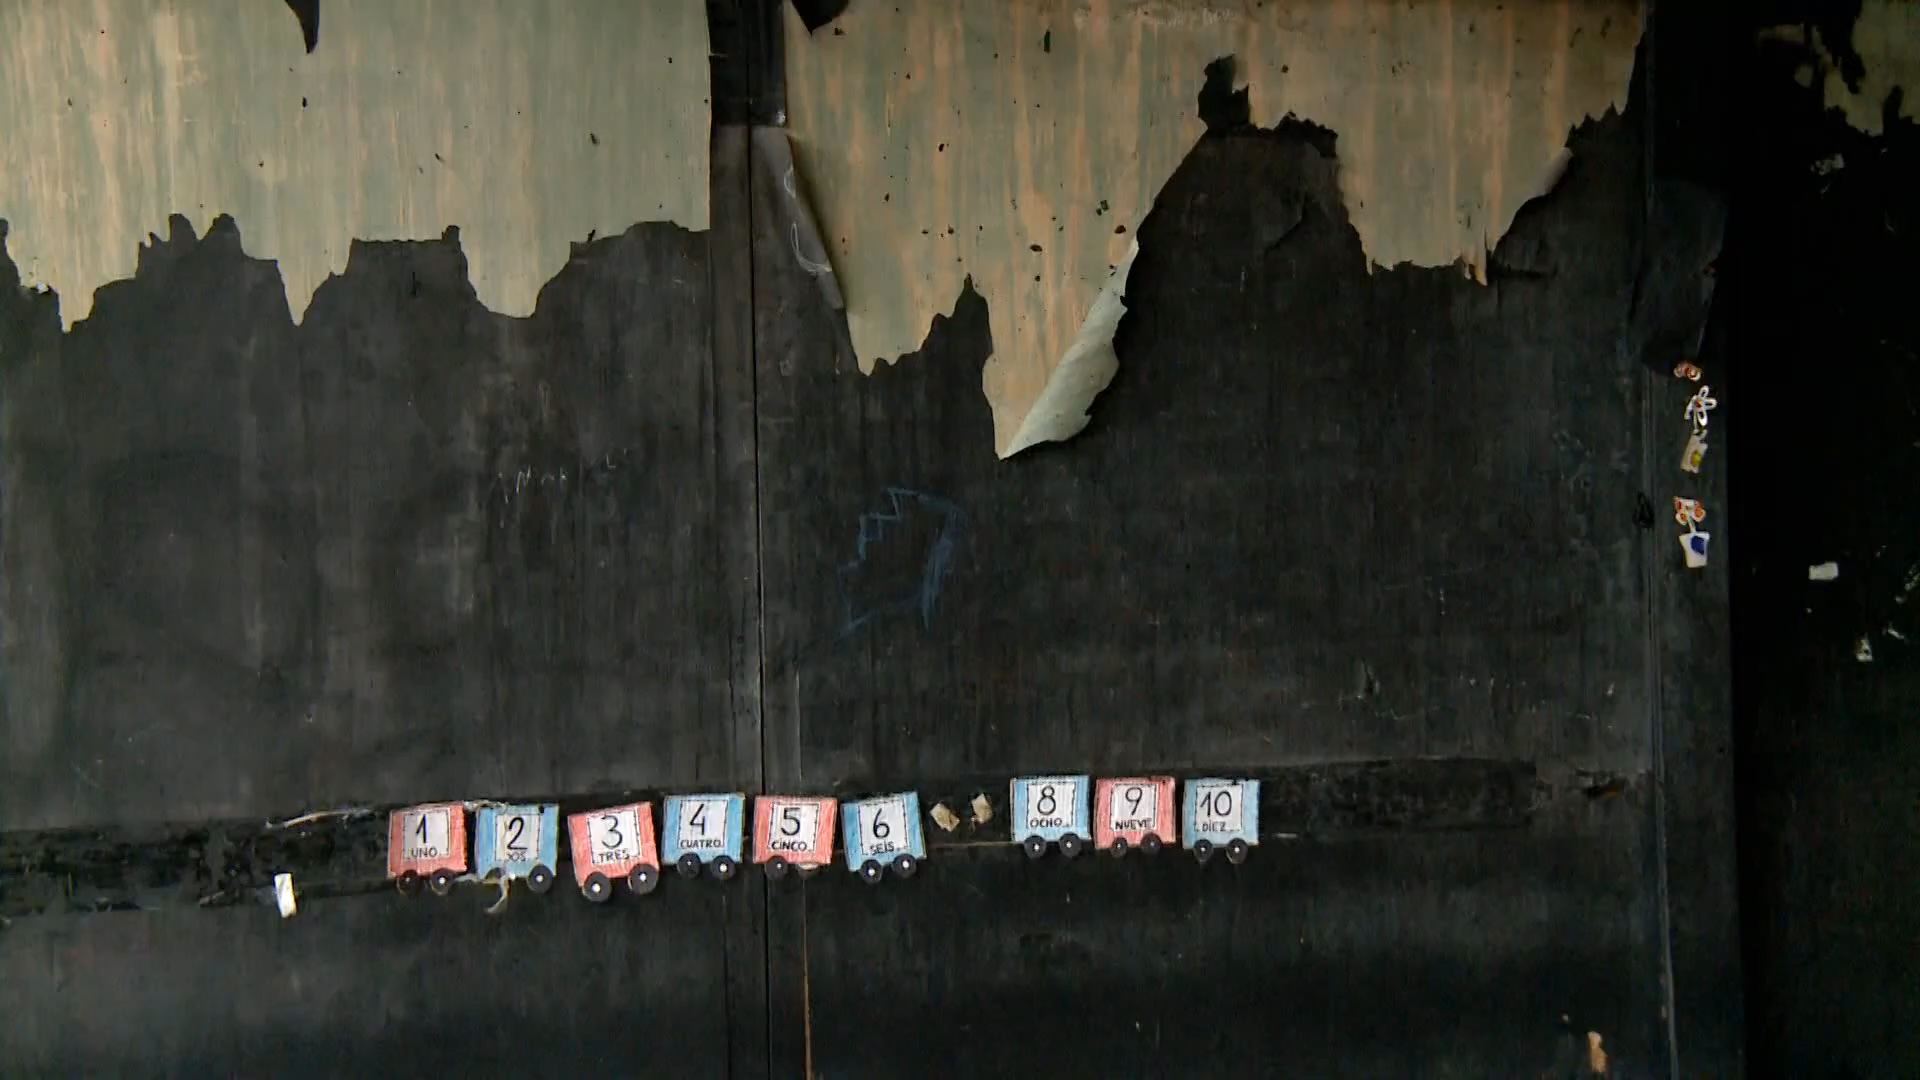 1
UNO
2
DOS
3
TRES
4
CUATRO
5
CINCO
6
SEIS
8
OCHO
9
NUEVE
10
DIEZ